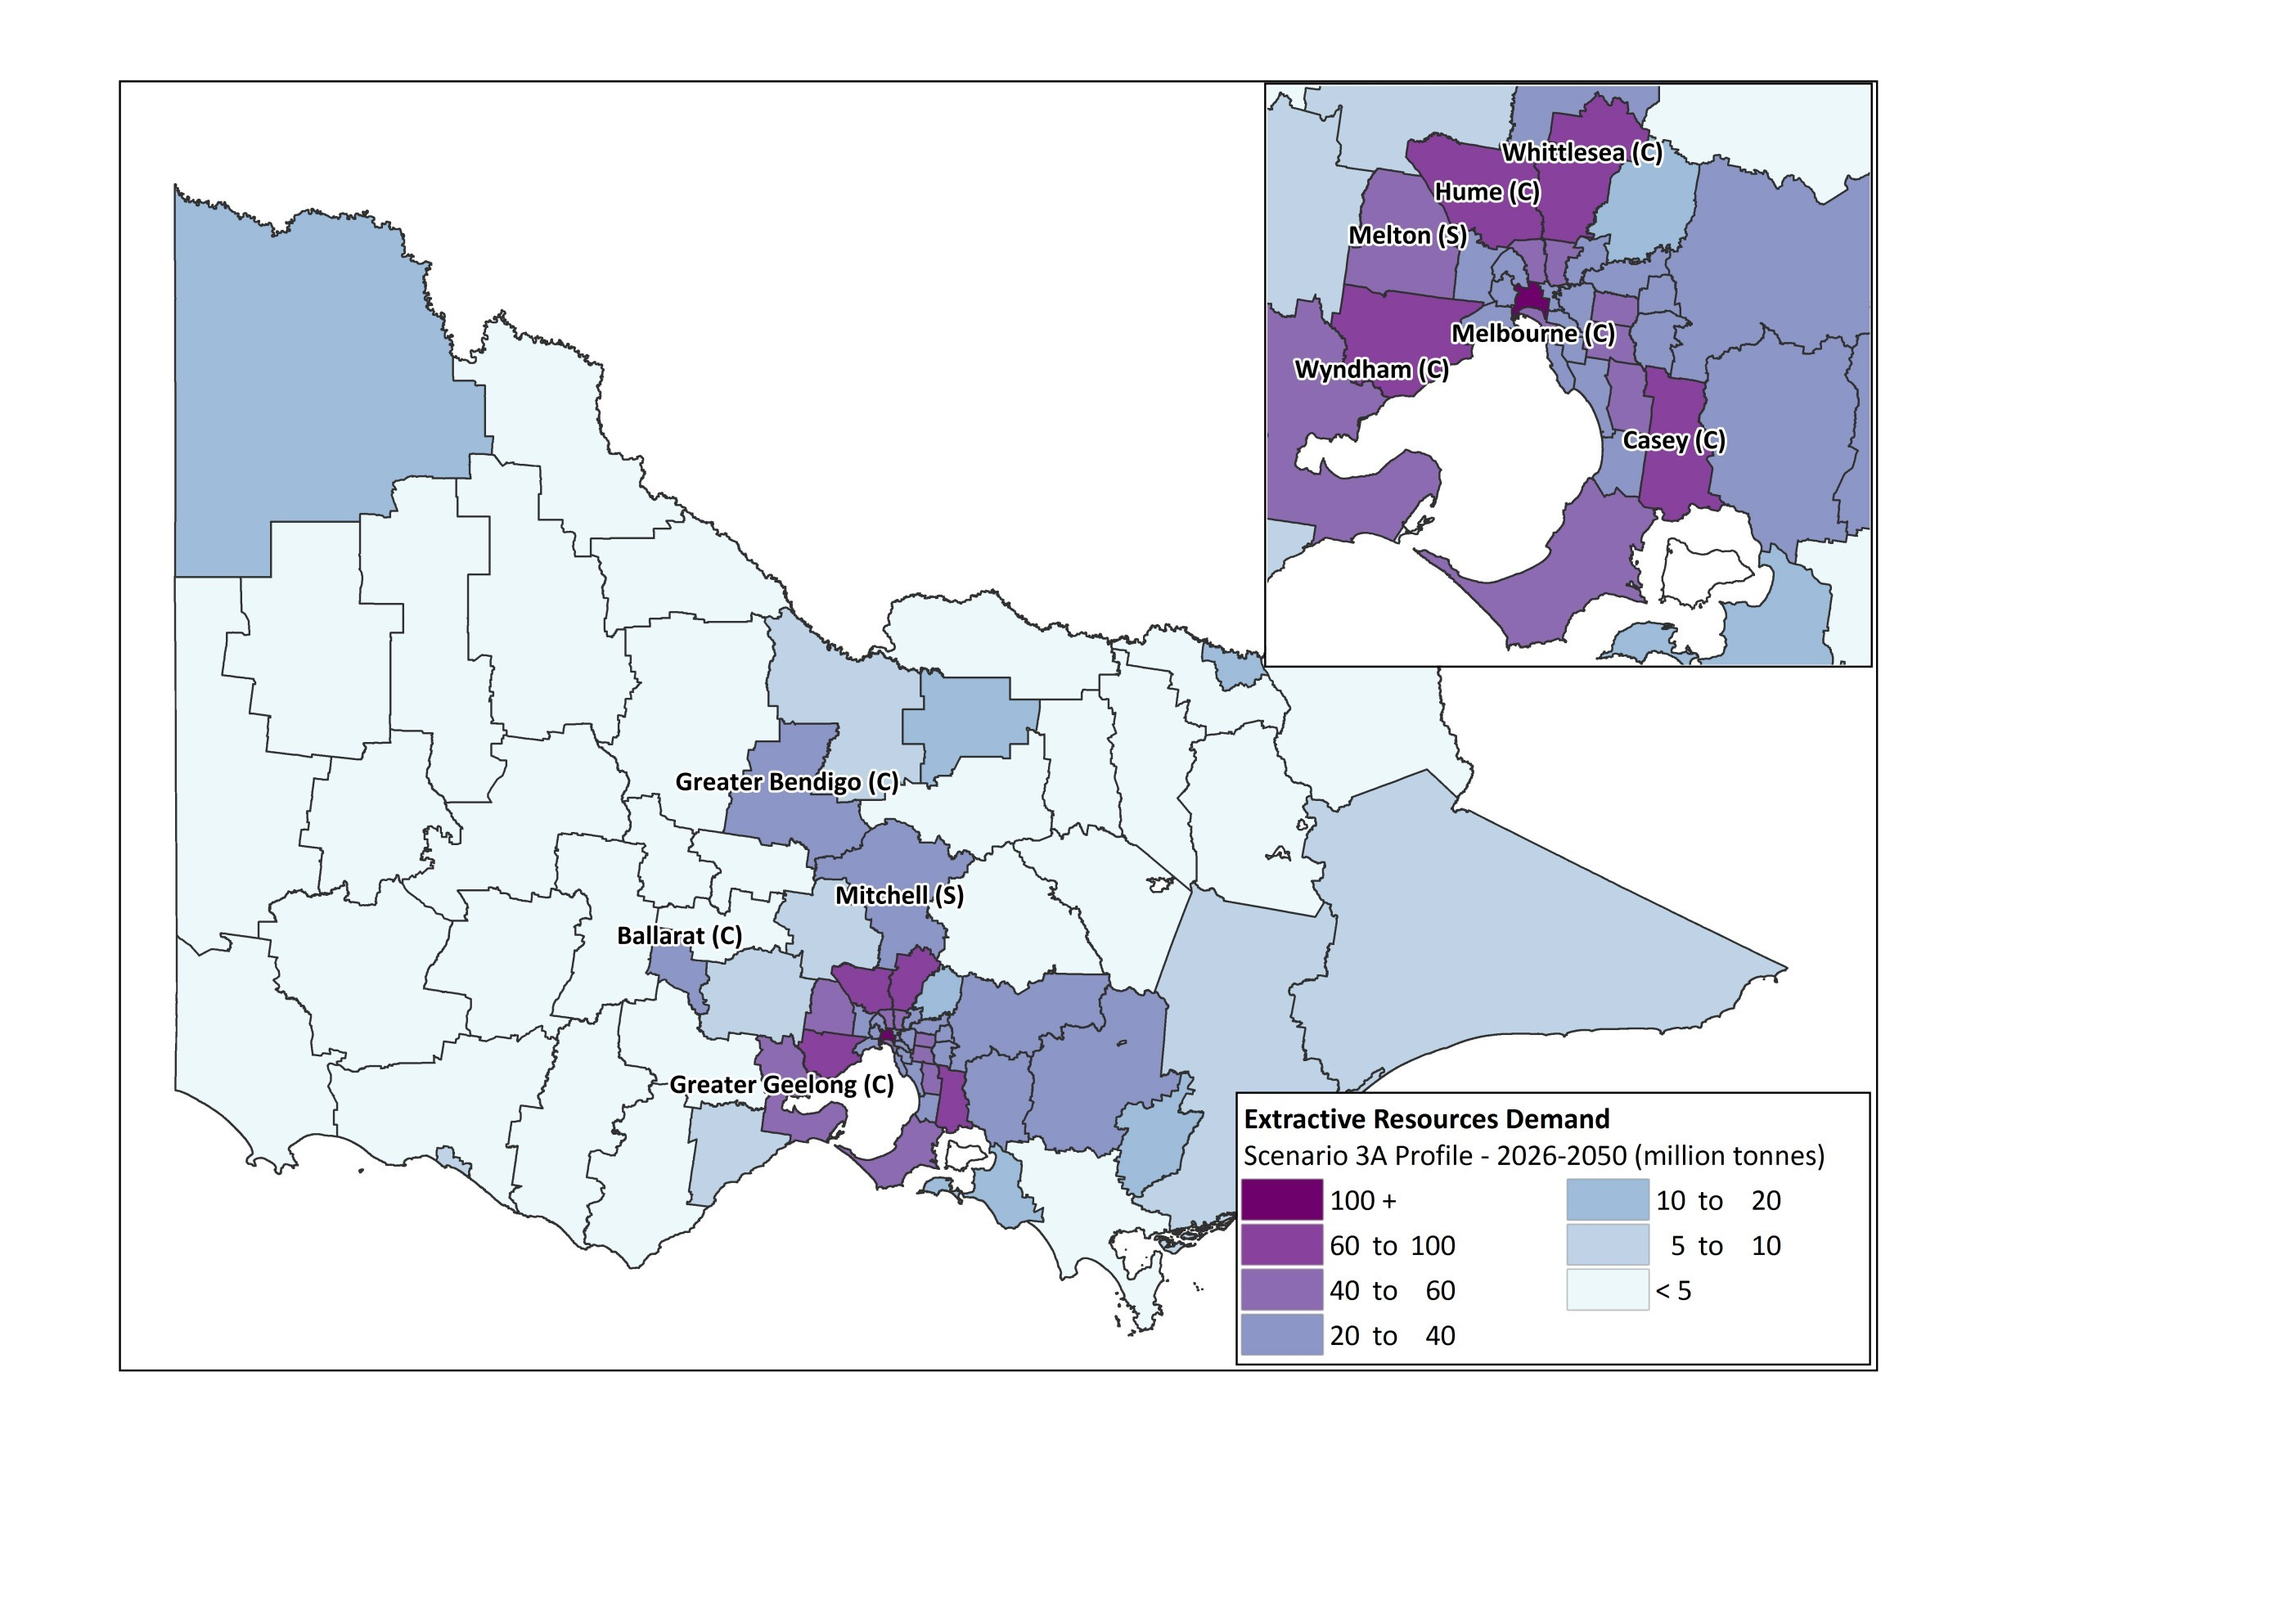 Whittlesea (C)
Hume (C)
Melton (S)
Melbourne (C)
Wyndham (C)
Casey (C)
Greater Bendigo (C)
Mitchell (S)
Ballarat (C)
Greater Geelong (C)
Extractive Resources Demand
Scenario 3A Profile - 2026-2050 (million tonnes)
100 +
60 to 100
40 to 60
20 to 40
10 to 20
5 to 10
< 5